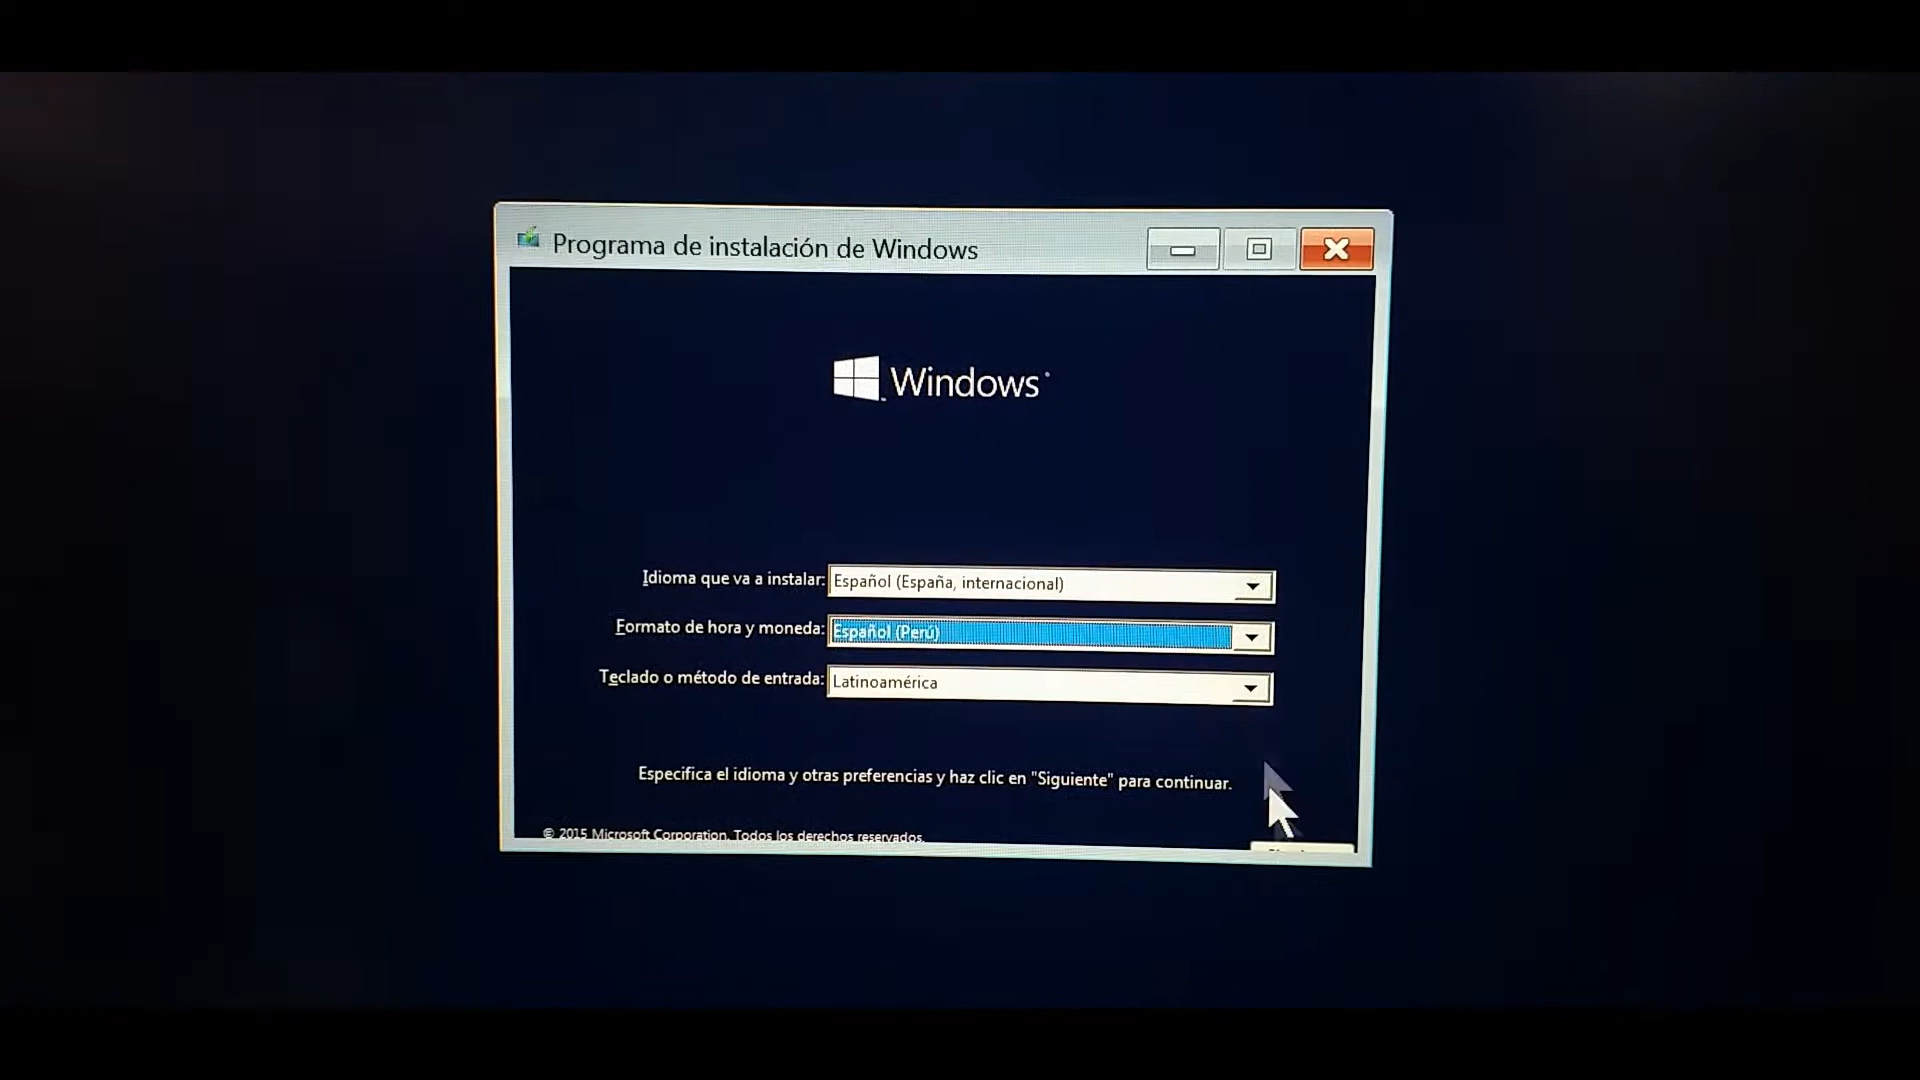 Programa de instalación de Windows
Windows
Idioma que va a instalar: Español (España, internacional)
Formato de hora y moneda: Español (Perú)
Teclado o método de entrada: Latinoamérica
Especifica el idioma y otras preferencias y haz clic en "Siguiente" para continuar.
© 2015 Microsoft Corporation. Todos los derechos reservados.